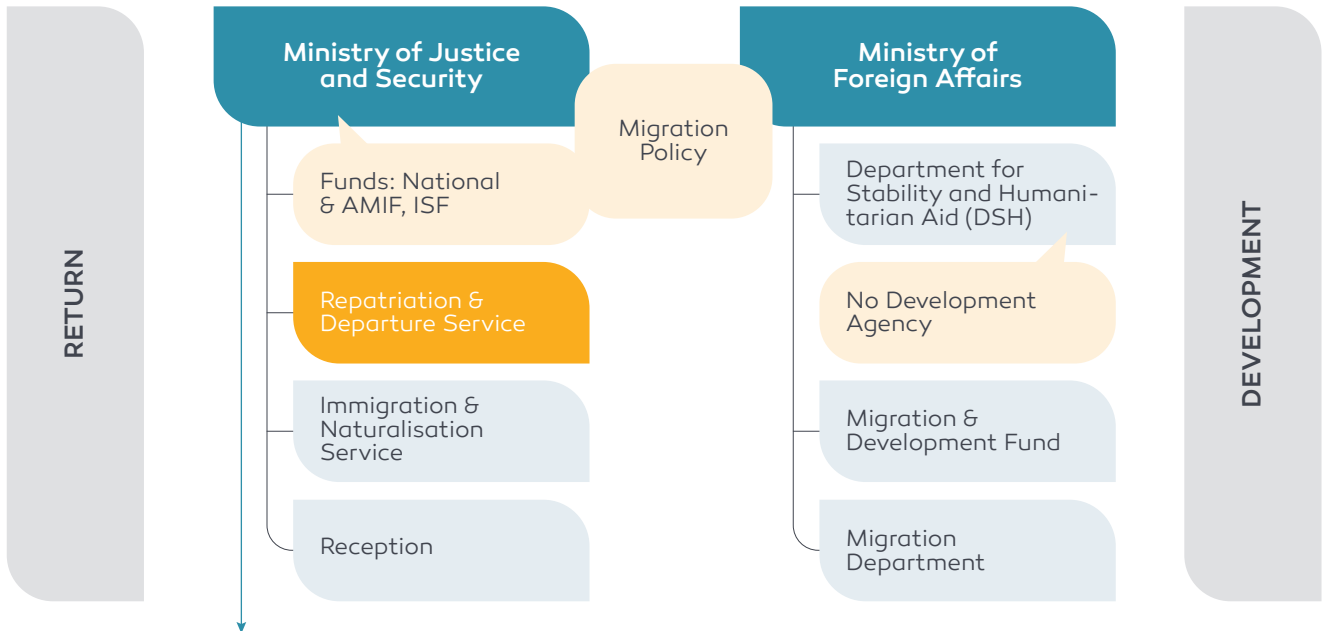 RETURN
Ministry of Justice
and Security
Funds: National
& AMIF, ISF
Repatriation &
Departure Service
Immigration &
Naturalisation
Service
Reception
Migration
Policy
Ministry of
Foreign Affairs
Department for
Stability and Humani-
tarian Aid (DSH)
No Development
Agency
Migration &
Development Fund
Migration
Department
DEVELOPMENT